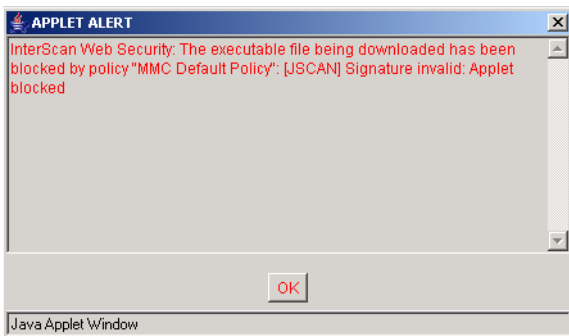 APPLET ALERT
InterScan Web Security: The executable file being downloaded has been
blocked by policy "MMC Default Policy": [JSCAN] Signature invalid: Applet
blocked
OK
Java Applet Window